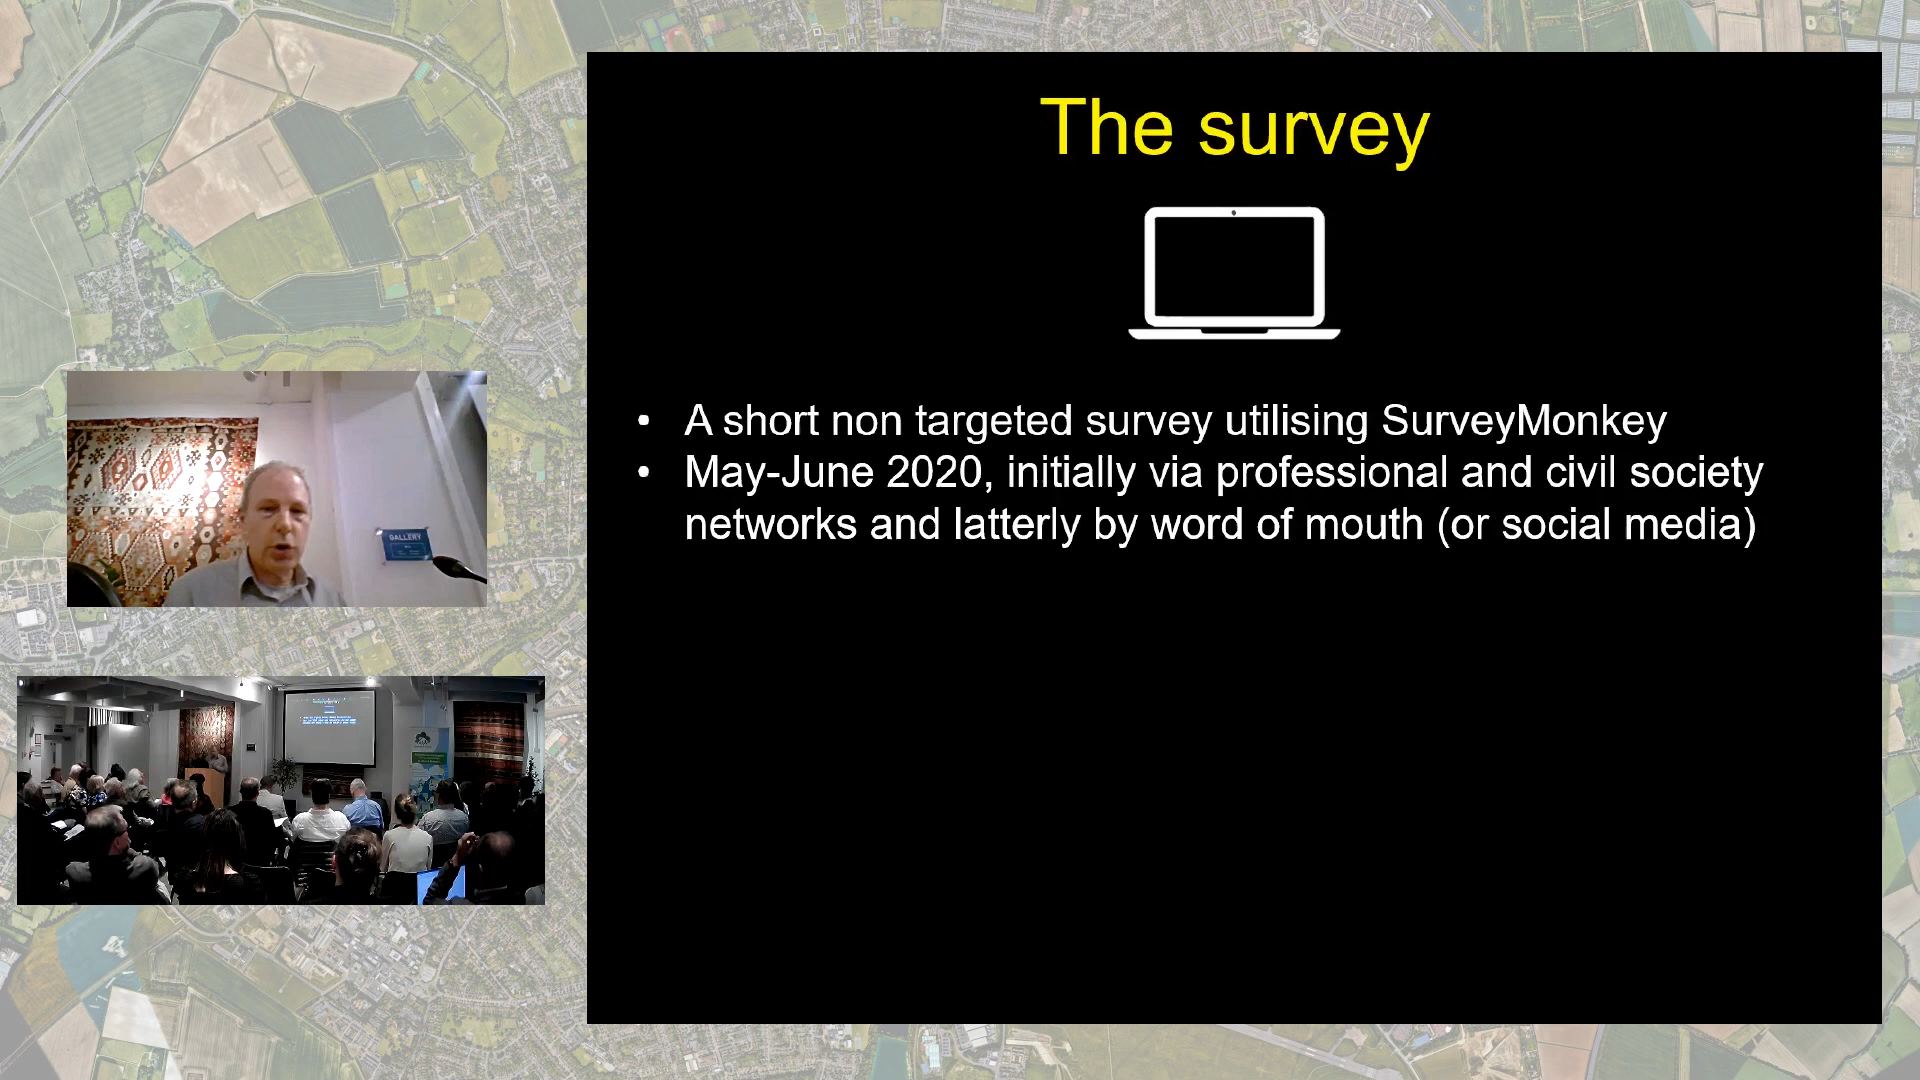 The survey
• A short non targeted survey utilising SurveyMonkey
• May-June 2020, initially via professional and civil society
networks and latterly by word of mouth (or social media)
GALLERY